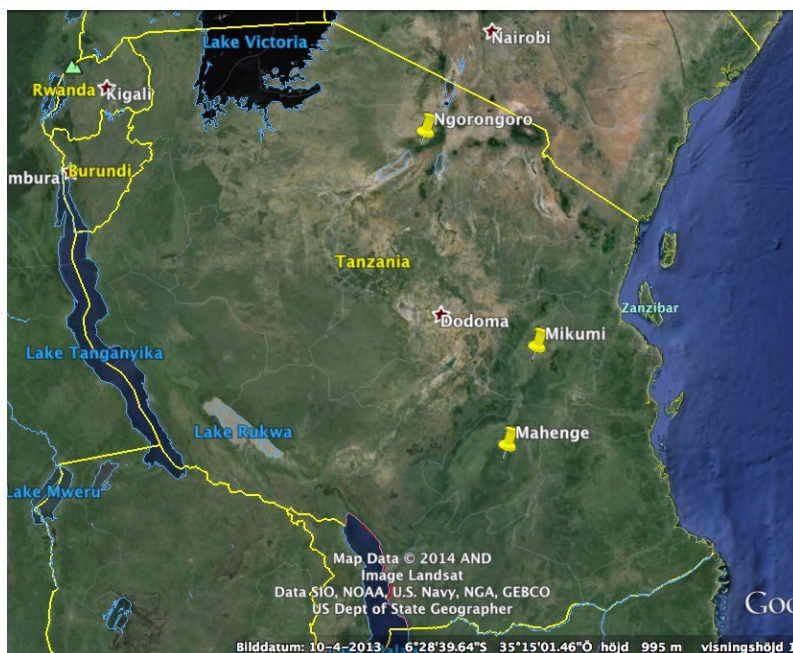 Lake Victoria
Nairobi
Rwanda
Kigali
Ngorongoro
mbura
Burundi
Tanzania
Zanzibar
Dodoma
Mikumi
Lake Tanganyika
Lake Rukwa
Mahenge
Lake Mweru
Map Data © 2014 AND
Image Landsat
Data SIO, NOAA, U.S. Navy, NGA, GEBCO
US Dept of State Geographer
Goo
Bilddatum: 10-4-2013 6°28'39.64"S 35°15'01.46"Ö höjd 995 m visningshöjd 1